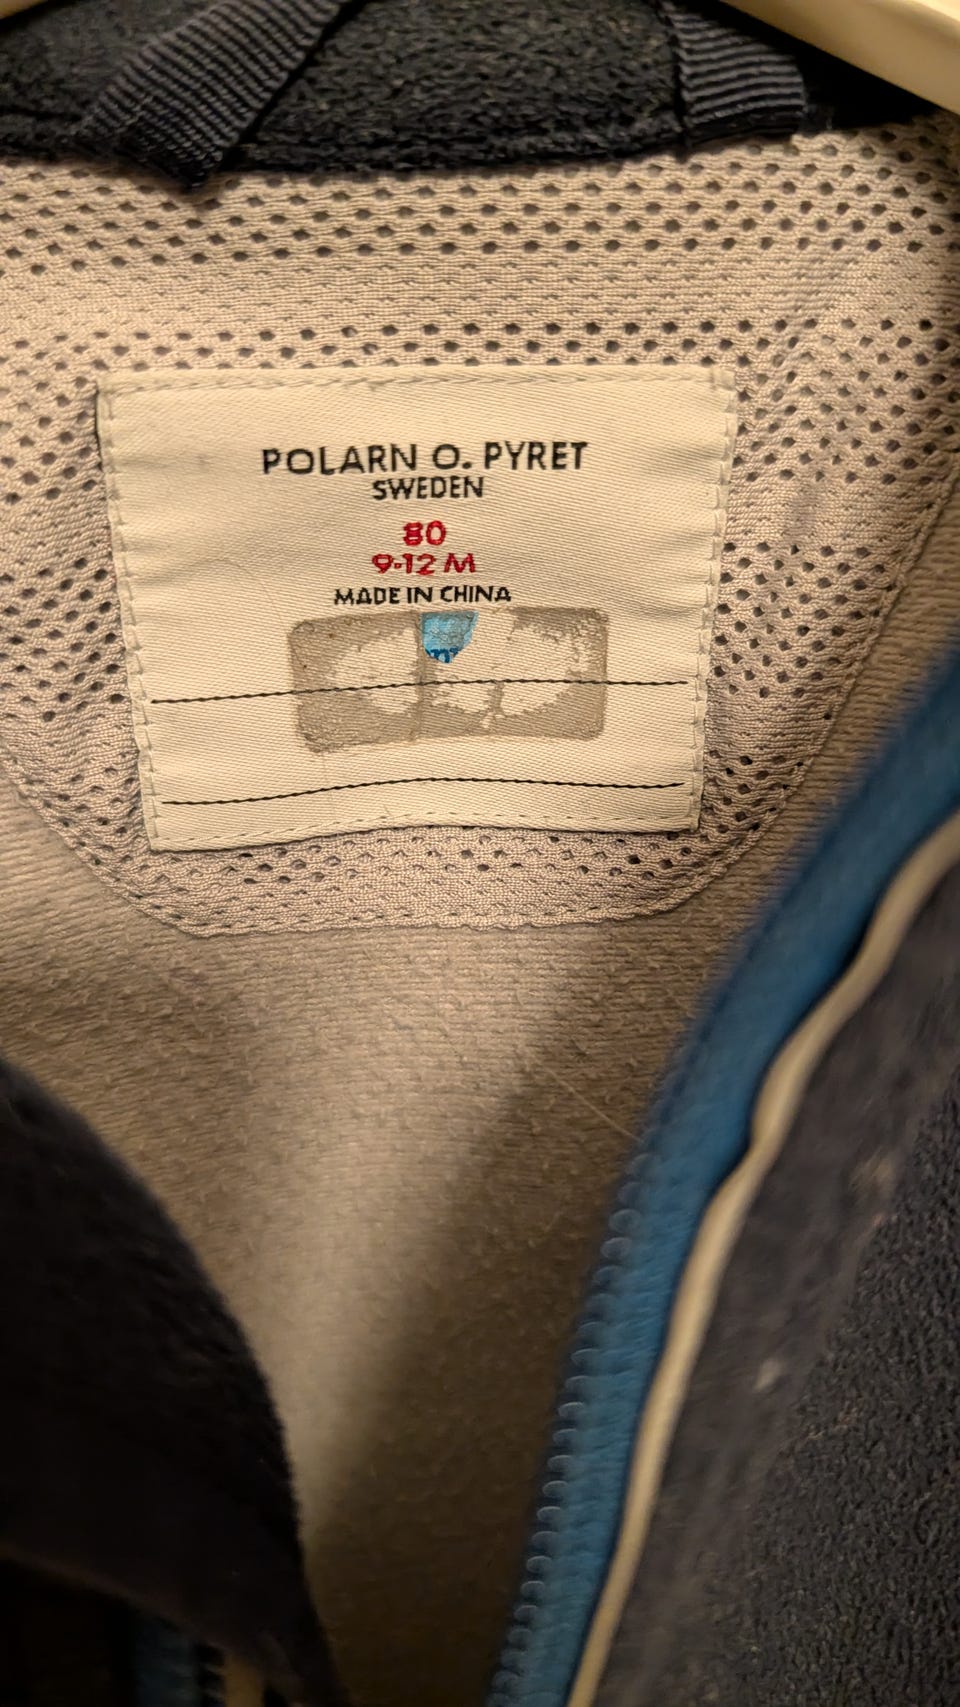 POLARN O. PYRET
SWEDEN
80
9-12 M
MADE IN CHINA